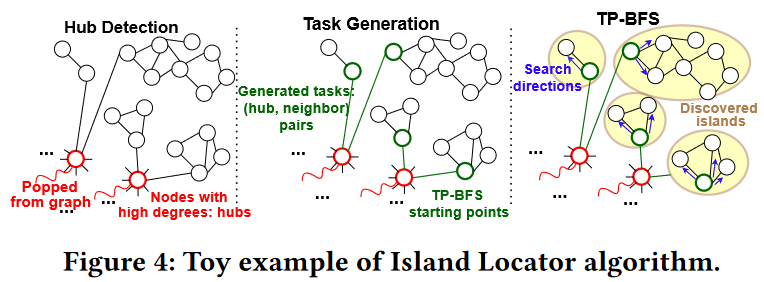 Hub Detection
...
Popped
from graph
...
Nodes with
...
high degrees: hubs
Task Generation
Generated tasks:
(hub, neighbor)
pairs
...
...
TP-BFS
...
starting points
TP-BFS
Search
directions
Discovered
islands
...
...
Figure 4: Toy example of Island Locator algorithm.